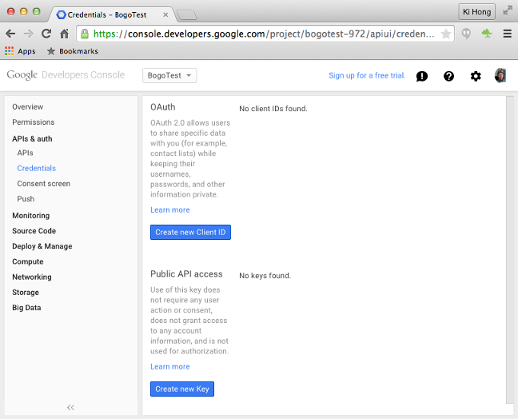 Credentials - BogoTest
Ki Hong
https://console.developers.google.com/project/bogotest-972/apiui/creden...
Apps Bookmarks
Google Developers Console BogoTest Sign up for a free trial.
Overview
Permissions
APIs & auth
APIs
Credentials
Consent screen
Push
Monitoring
Source Code
Deploy & Manage
Compute
Networking
Storage
Big Data
OAuth
OAuth 2.0 allows users
to share specific data
with you (for example,
contact lists) while
keeping their
usernames,
passwords, and other
information private.
Learn more
Create new Client ID
No client IDs found.
Public API access
Use of this key does
not require any user
action or consent,
does not grant access
to any account
information, and is not
used for authorization.
Learn more
Create new Key
No keys found.